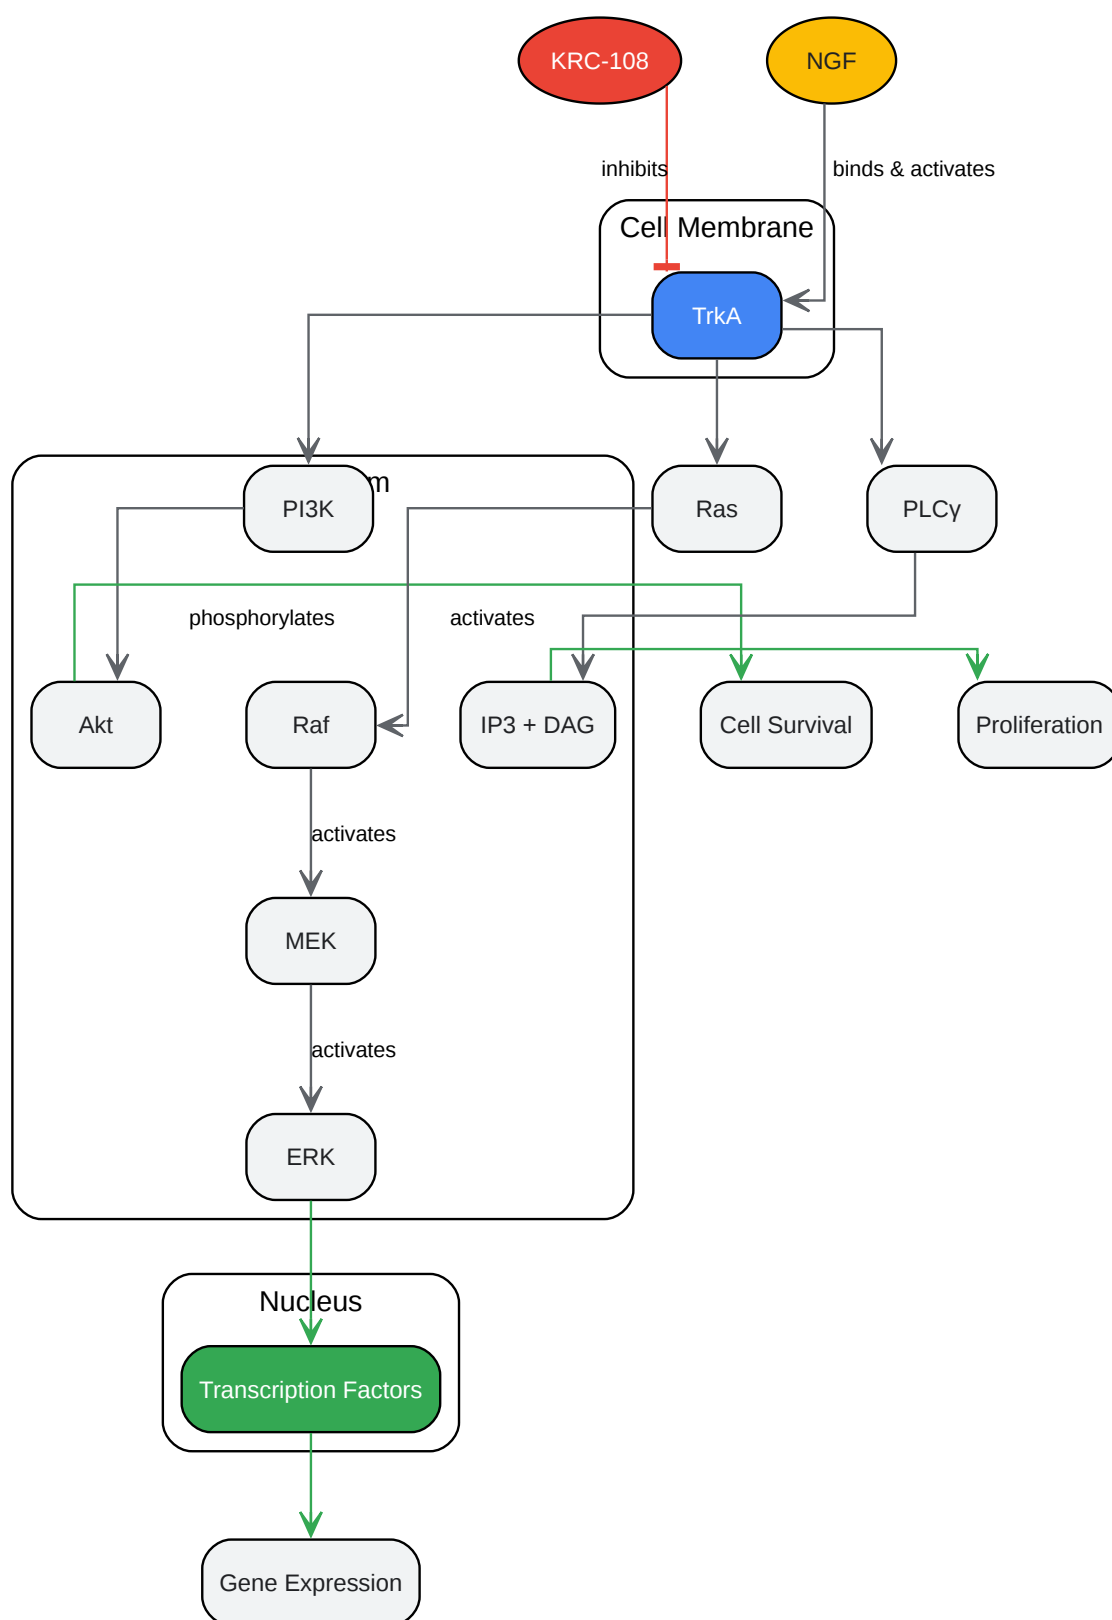 KRC-108
NGF
inhibits
binds & activates
Cell Membrane
TrkA
PI3K
Ras
PLCγ
phosphorylates
activates
Akt
Raf
IP3 + DAG
Cell Survival
Proliferation
activates
MEK
activates
ERK
Nucleus
Transcription Factors
Gene Expression